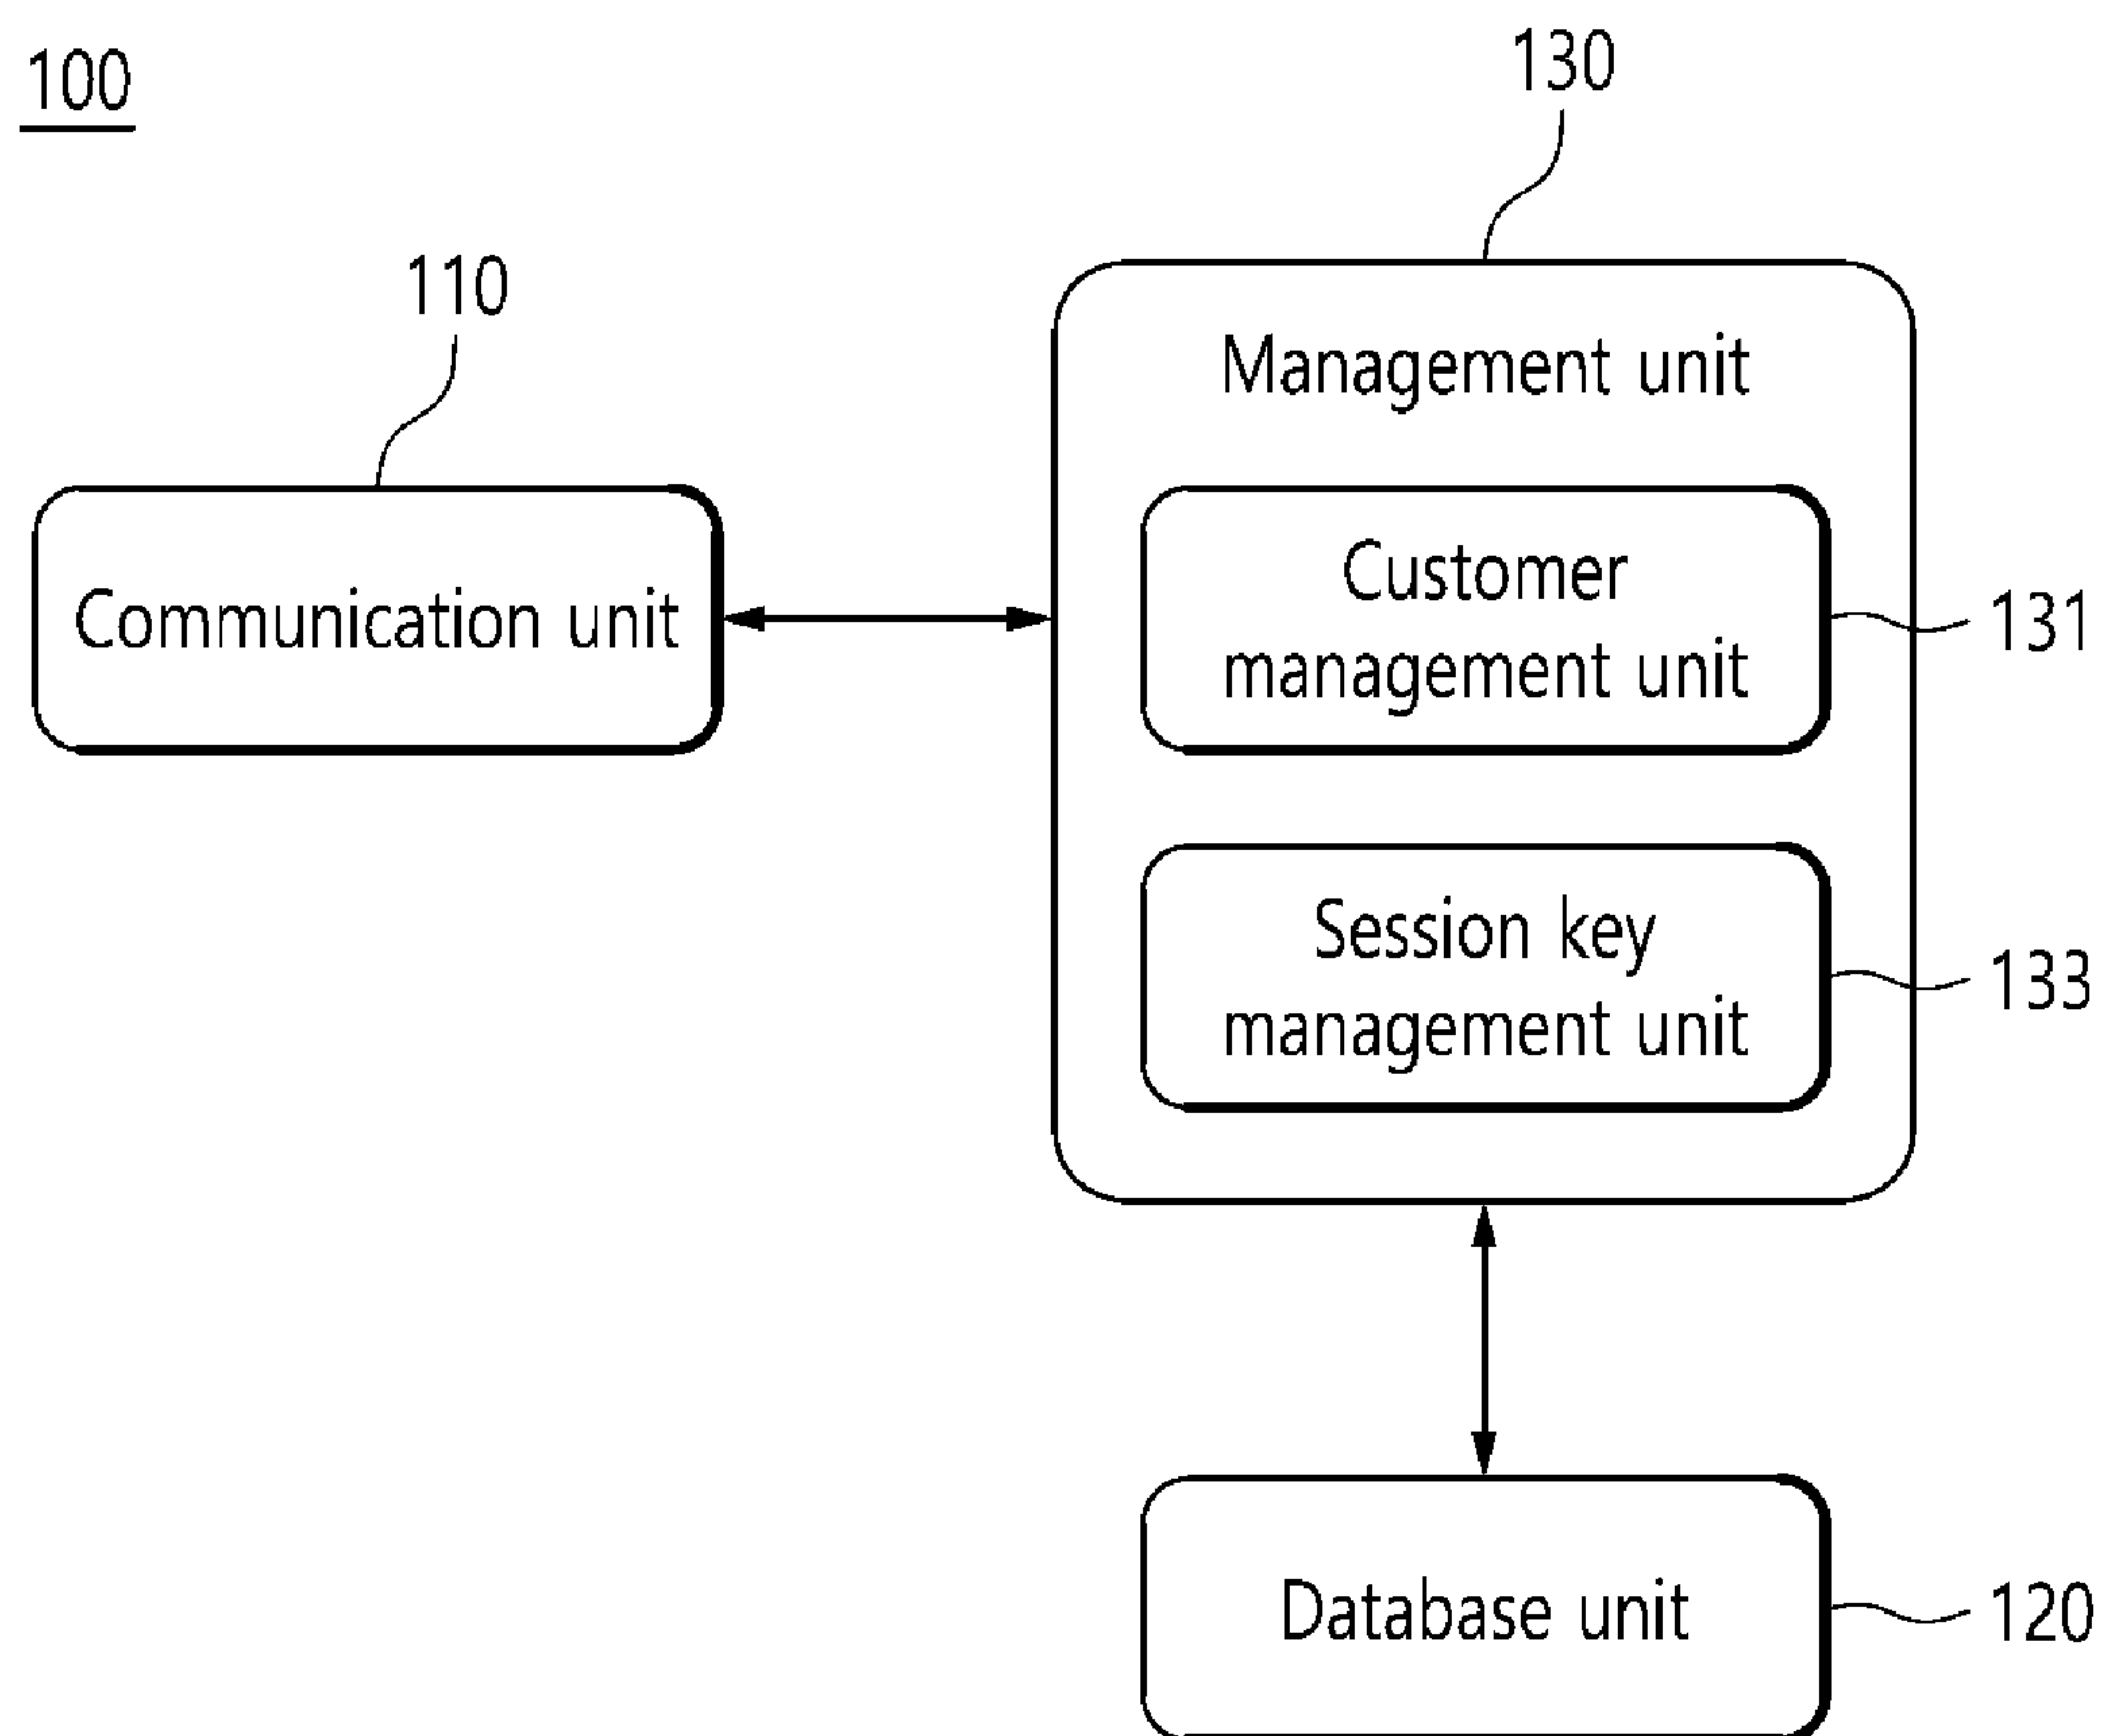 100
130
110
Management unit
Communication unit
Customer
management unit
131
Session key
management unit
133
Database unit
120